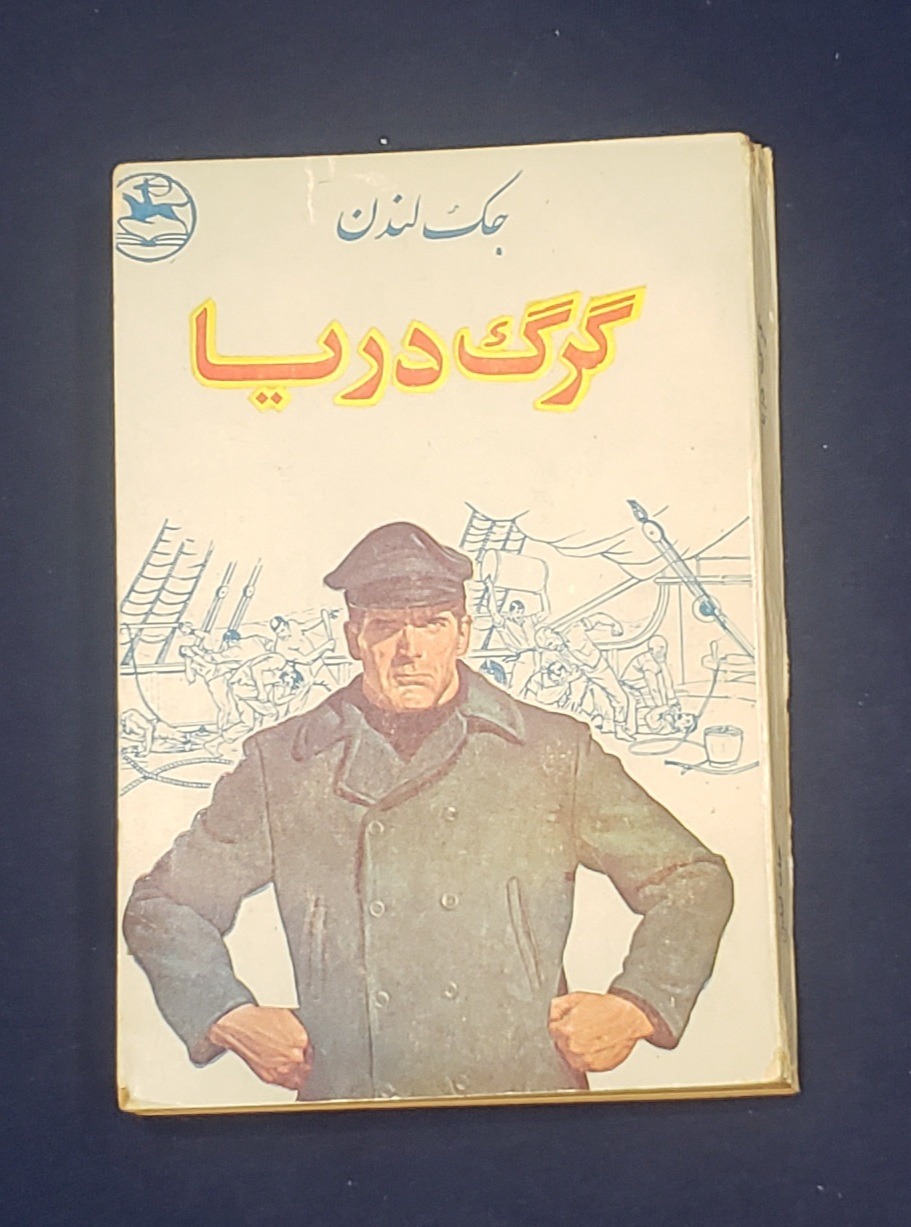 جک لندن
گرگ دریا